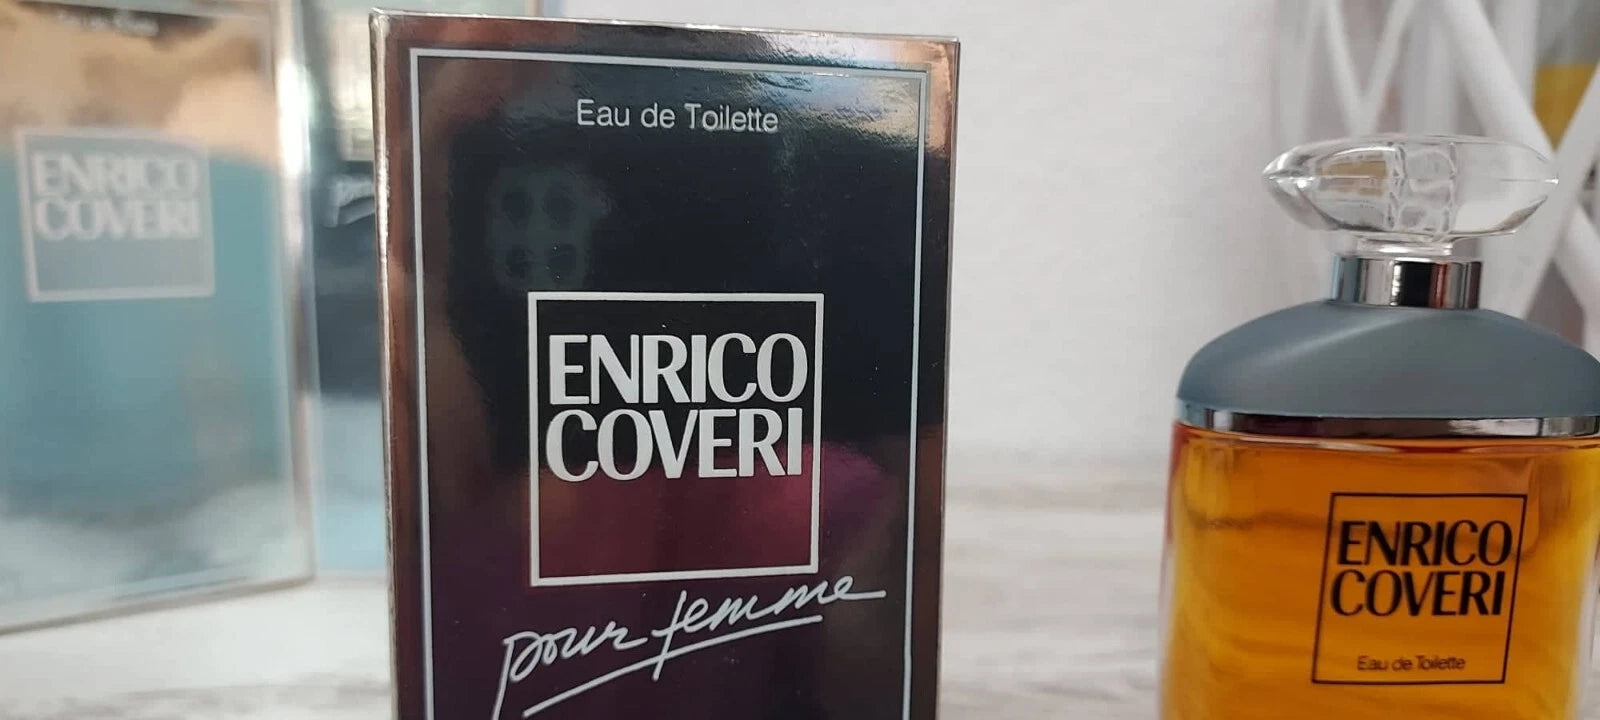 ENRICO
COVERI
Eau de Toilette
ENRICO
COVERI
pour femme
ENRICO
COVERI
Eau de Toilette